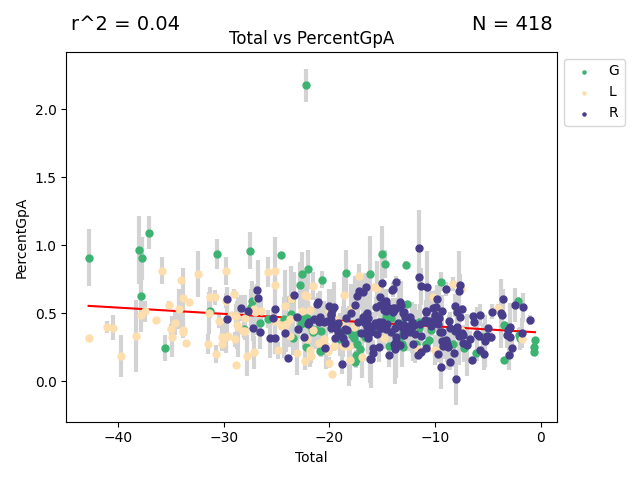 r^2 = 0.04
N = 418
Total vs PercentGpA
G
L
R
2.0
1.5
1.0
0.5
0.0
PercentGpA
−40
−30
−20
−10
0
Total